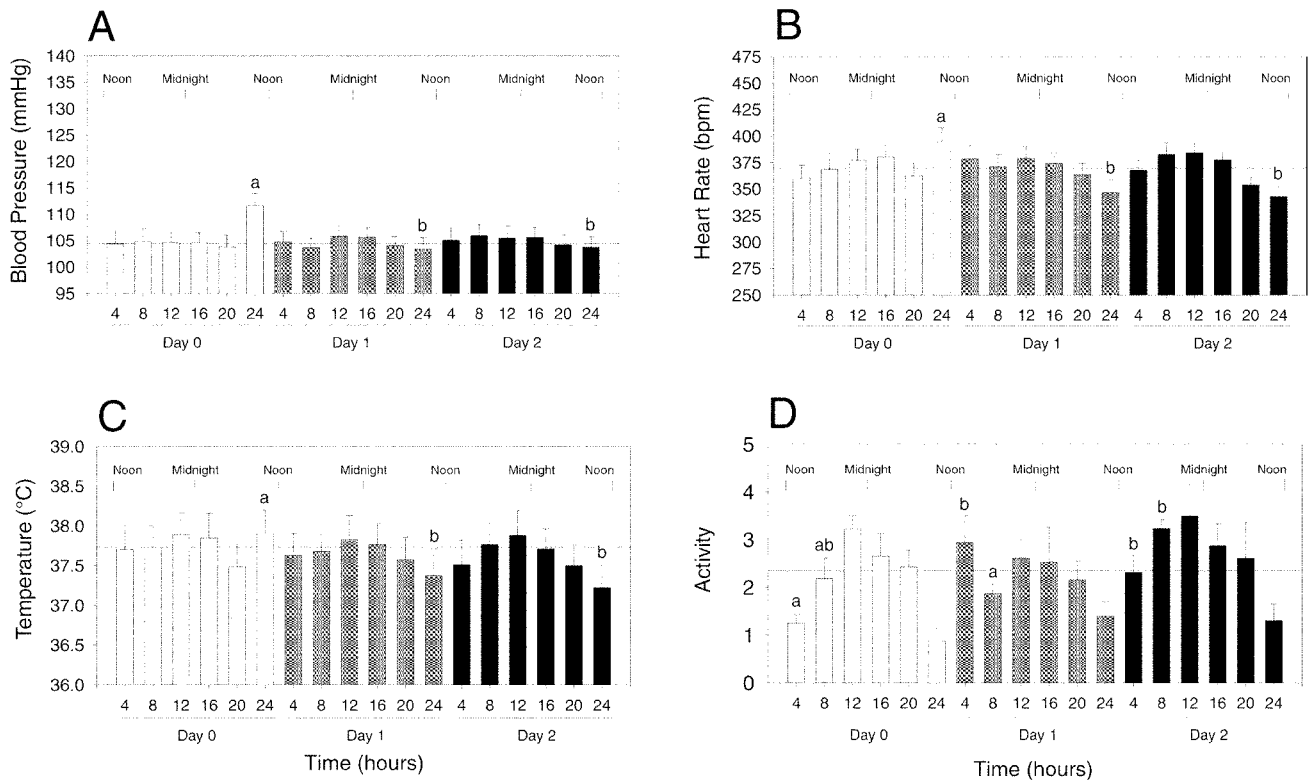 A
Blood Pressure (mmHg)
140
135
130
125
120
115
110
105
100
95
Noon Midnight Noon Midnight Noon Midnight Noon
a b b
4 8 12 16 20 24 4 8 12 16 20 24 4 8 12 16 20 24
Day 0 Day 1 Day 2
B
Heart Rate (bpm)
475
450
425
400
375
350
325
300
275
250
Noon Midnight Noon Midnight Noon Midnight Noon
a b b
4 8 12 16 20 24 4 8 12 16 20 24 4 8 12 16 20 24
Day 0 Day 1 Day 2
C
Temperature (°C)
39.0
38.5
38.0
37.5
37.0
36.5
36.0
Noon Midnight Noon Midnight Noon Midnight Noon
a b b
4 8 12 16 20 24 4 8 12 16 20 24 4 8 12 16 20 24
Day 0 Day 1 Day 2
Time (hours)
D
Activity
5
4
3
2
1
0
Noon Midnight Noon Midnight Noon Midnight Noon
a ab b a b b
4 8 12 16 20 24 4 8 12 16 20 24 4 8 12 16 20 24
Day 0 Day 1 Day 2
Time (hours)